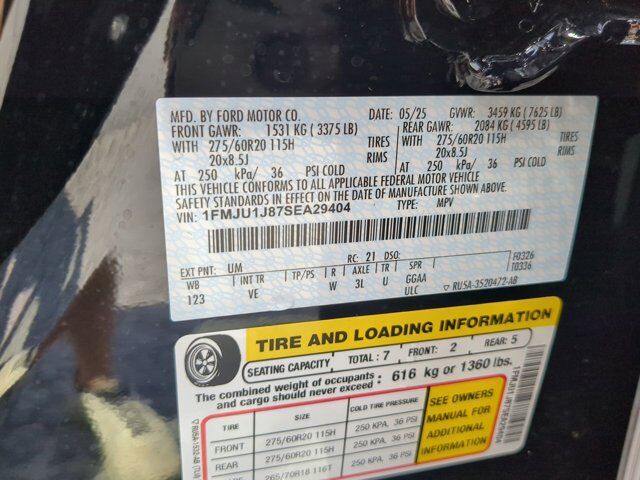 MFD. BY FORD MOTOR CO. DATE: 05/25 GVWR: 3459 KG (7625 LB)
FRONT GAWR: 1531 KG (3375 LB) REAR GAWR: 2084 KG (4595 LB)
WITH 275/60R20 115H TIRES WITH 275/60R20 115H TIRES
20x8.5J RIMS 20x8.5J RIMS
AT 250 kPa/ 36 PSI COLD AT 250 kPa/ 36 PSI COLD
THIS VEHICLE CONFORMS TO ALL APPLICABLE FEDERAL MOTOR VEHICLE
SAFETY STANDARDS IN EFFECT ON THE DATE OF MANUFACTURE SHOWN ABOVE.
VIN: 1FMJU1J87SEA29404 TYPE: MPV
EXT PNT: UM RC: 21 DSO: F0326
T0336
WB INT TR TP/PS R AXLE TR SPR
123 VE W 3L U GGAA
ULC ▽ RU5A-3520472-AB
TIRE AND LOADING INFORMATION
SEATING CAPACITY TOTAL: 7 FRONT: 2 REAR: 5
The combined weight of occupants and cargo should never exceed : 616 kg or 1360 lbs.
TIRE SIZE COLD TIRE PRESSURE
FRONT 275/60R20 115H 250 KPA, 36 PSI
REAR 275/60R20 115H 250 KPA, 36 PSI
265/70R18 116T 250 KPA, 36 PSI
SEE OWNERS
MANUAL FOR
ADDITIONAL
INFORMATION
1FMJU1J87SEA29404